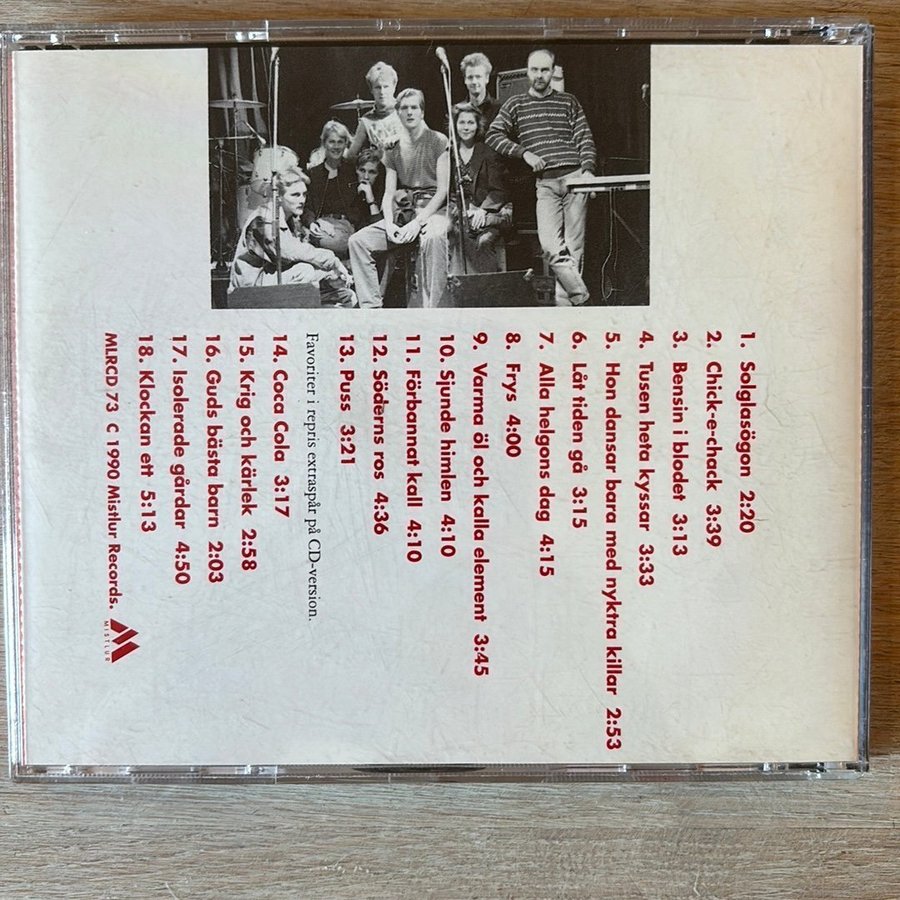 1. Solglasögon 2:20
2. Chick-e-chack 3:39
3. Bensin i blodet 3:13
4. Tusen heta kyssar 3:33
5. Hon dansar bara med nyktra killar 2:53
6. Låt tiden gå 3:15
7. Alla helgons dag 4:15
8. Frys 4:00
9. Varma öl och kalla element 3:45
10. Sjunde himlen 4:10
11. Förbannat kall 4:10
12. Söderns ros 4:36
13. Puss 3:21
Favoriter i repris extraspår på CD-version.
14. Coca Cola 3:17
15. Krig och kärlek 2:58
16. Guds bästa barn 2:03
17. Isolerade gårdar 4:50
18. Klockan ett 5:13
MLRCD 73 C 1990 Mistlur Records.
MISTLUR